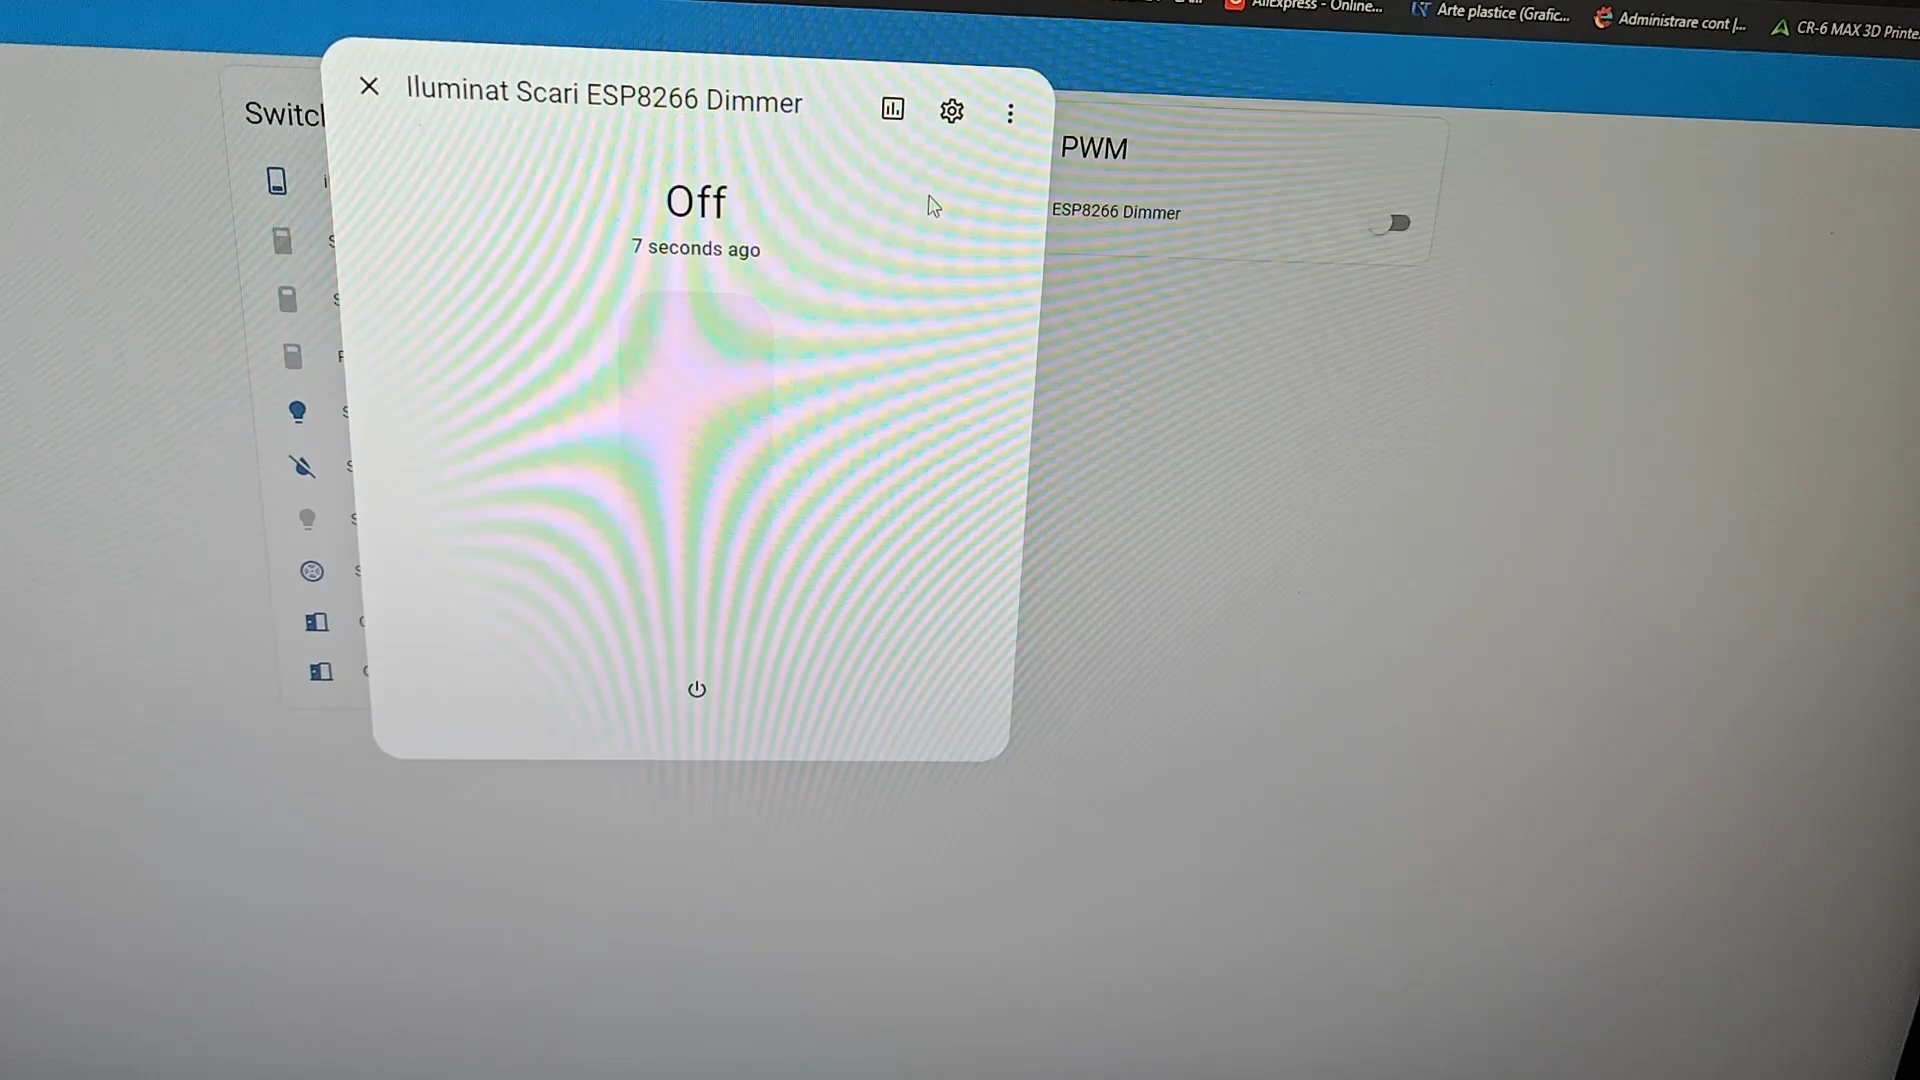 AliExpress - Online...
Arte plastice (Grafic...
Administrare cont |...
CR-6 MAX 3D Printe
Iluminat Scari ESP8266 Dimmer
Switch
PWM
Off
ESP8266 Dimmer
7 seconds ago